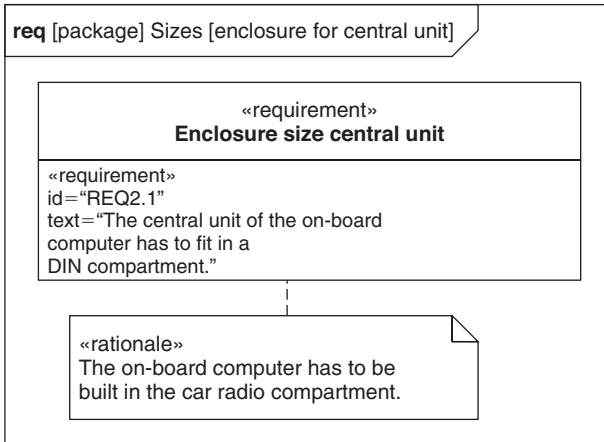 req [package] Sizes [enclosure for central unit]
«requirement»
Enclosure size central unit
«requirement»
id=“REQ2.1”
text=“The central unit of the on-board
computer has to fit in a
DIN compartment.”
«rationale»
The on-board computer has to be
built in the car radio compartment.